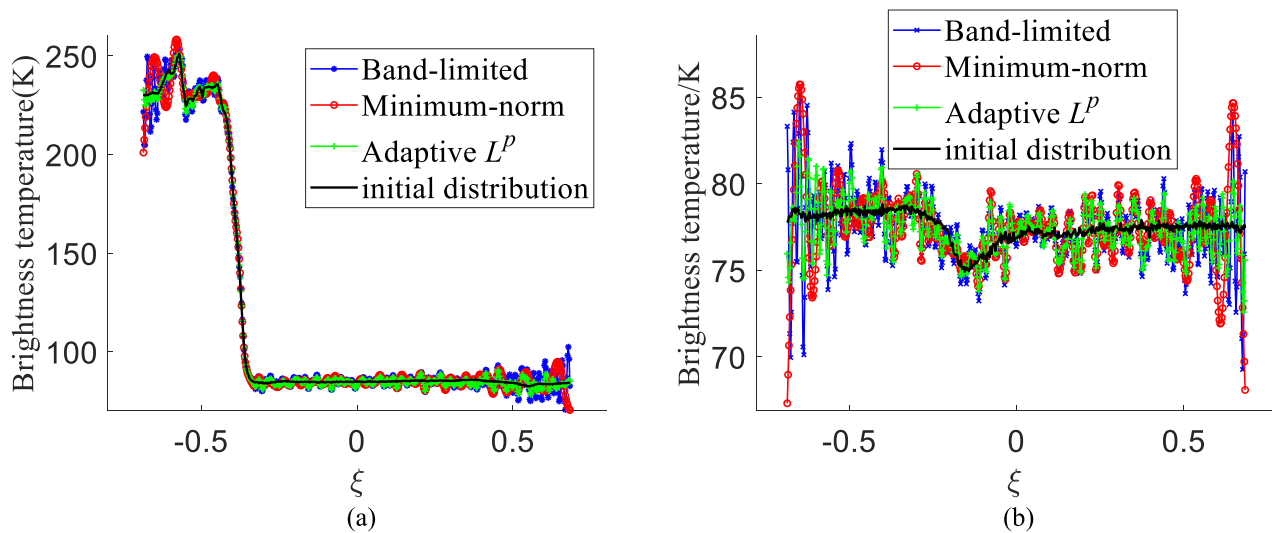 Brightness temperature(K)
250
200
150
100
-0.5
0
0.5
ξ
(a)
Band-limited
Minimum-norm
Adaptive L^p
initial distribution
Brightness temperature/K
85
80
75
70
-0.5
0
0.5
ξ
(b)
Band-limited
Minimum-norm
Adaptive L^p
initial distribution